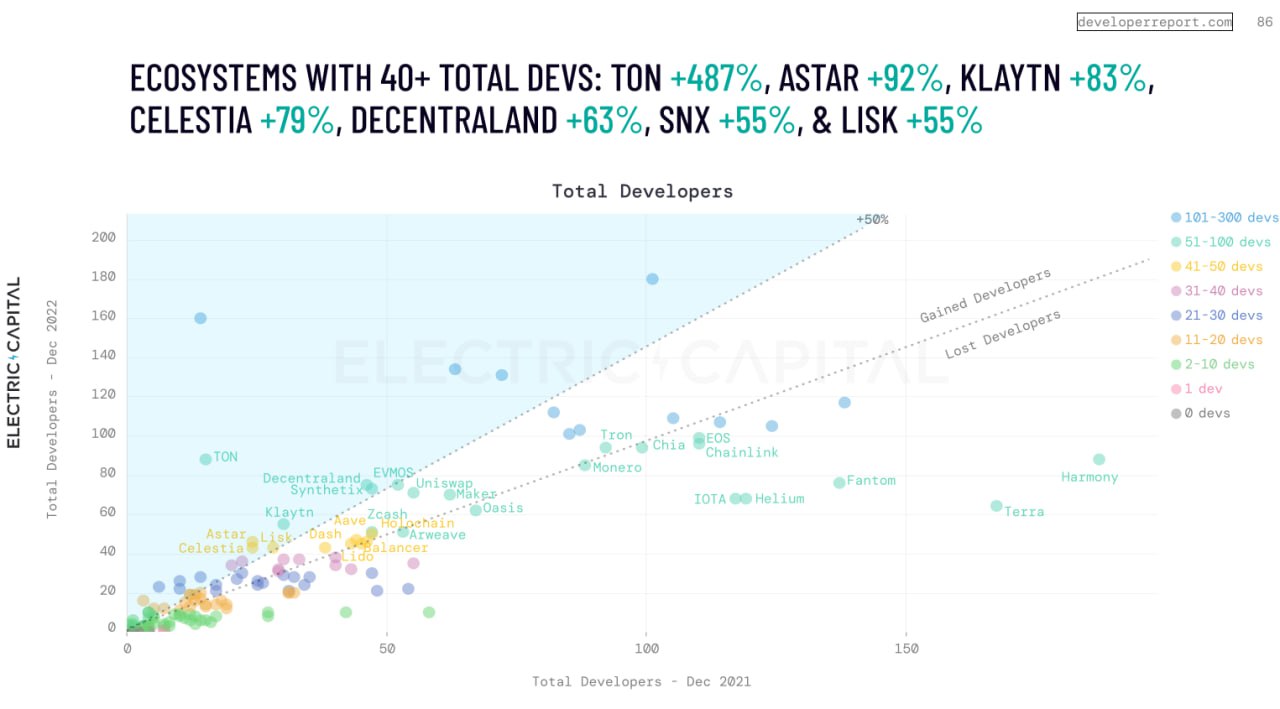 developerreport.com 86
ECOSYSTEMS WITH 40+ TOTAL DEVS: TON +487%, ASTAR +92%, KLAYTN +83%,
CELESTIA +79%, DECENTRALAND +63%, SNX +55%, & LISK +55%
Total Developers
+50%
Gained Developers
Lost Developers
ELECTRIC CAPITAL
ELECTRIC CAPITAL
Total Developers - Dec 2022
200
180
160
140
120
100
80
60
40
20
0
TON
Tron
Chia
EOS
Chainlink
Monero
Decentraland
EVMOS
Synthetix
Uniswap
Maker
Oasis
IOTA
Helium
Fantom
Harmony
Terra
Klaytn
Zcash
Aave
Holochain
Astar
Lisk
Dash
Arweave
Celestia
Balancer
Lido
0
50
100
150
Total Developers - Dec 2021
101-300 devs
51-100 devs
41-50 devs
31-40 devs
21-30 devs
11-20 devs
2-10 devs
1 dev
0 devs